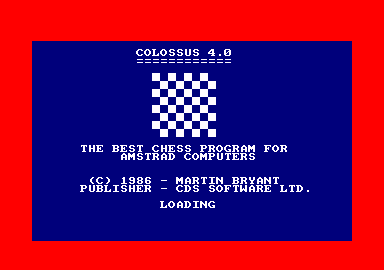 COLOSSUS 4.0
============
THE BEST CHESS PROGRAM FOR
AMSTRAD COMPUTERS
(C) 1986 - MARTIN BRYANT
PUBLISHER - CDS SOFTWARE LTD.
LOADING